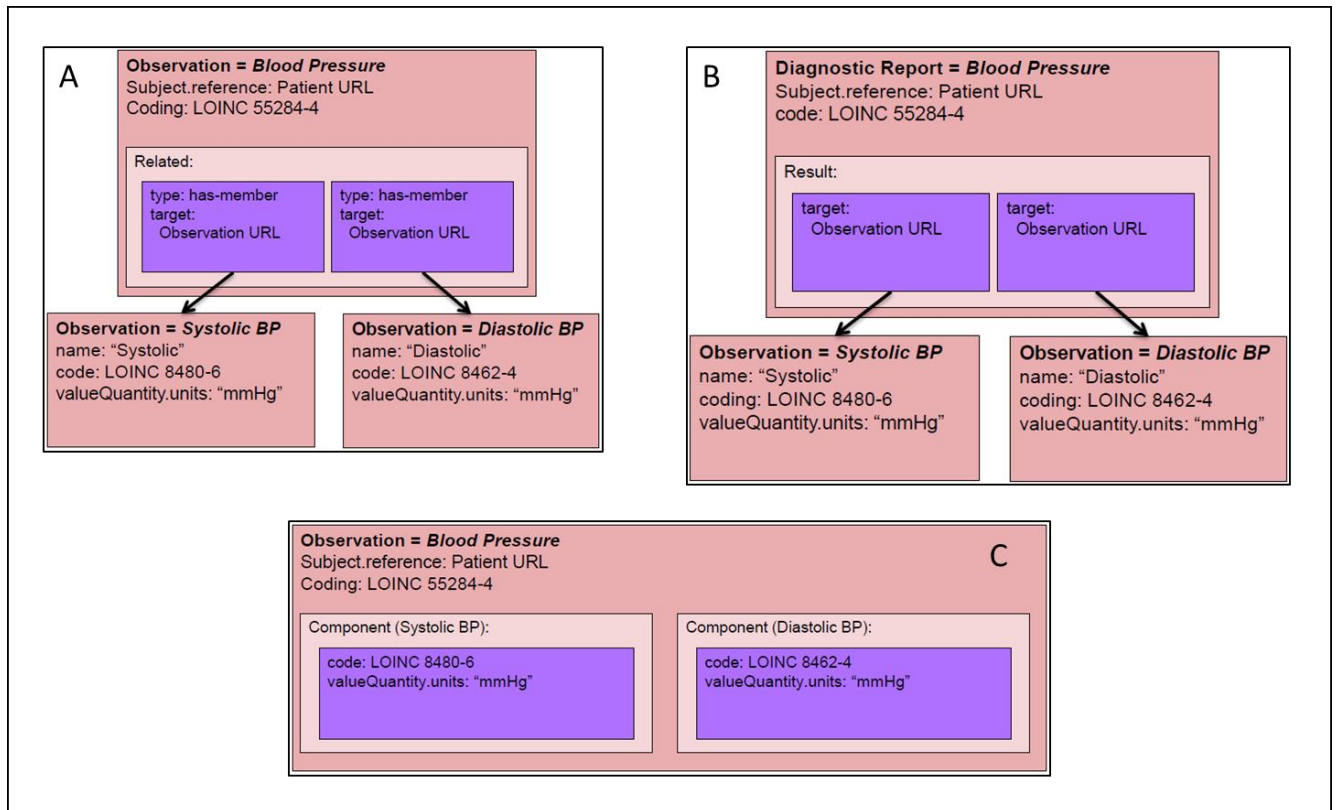 A
Observation = Blood Pressure
Subject.reference: Patient URL
Coding: LOINC 55284-4
Related:
type: has-member
target:
Observation URL
type: has-member
target:
Observation URL
Observation = Systolic BP
name: “Systolic”
code: LOINC 8480-6
valueQuantity.units: “mmHg”
Observation = Diastolic BP
name: “Diastolic”
code: LOINC 8462-4
valueQuantity.units: “mmHg”
B
Diagnostic Report = Blood Pressure
Subject.reference: Patient URL
code: LOINC 55284-4
Result:
target:
Observation URL
target:
Observation URL
Observation = Systolic BP
name: “Systolic”
coding: LOINC 8480-6
valueQuantity.units: “mmHg”
Observation = Diastolic BP
name: “Diastolic”
coding: LOINC 8462-4
valueQuantity.units: “mmHg”
C
Observation = Blood Pressure
Subject.reference: Patient URL
Coding: LOINC 55284-4
Component (Systolic BP):
code: LOINC 8480-6
valueQuantity.units: “mmHg”
Component (Diastolic BP):
code: LOINC 8462-4
valueQuantity.units: “mmHg”